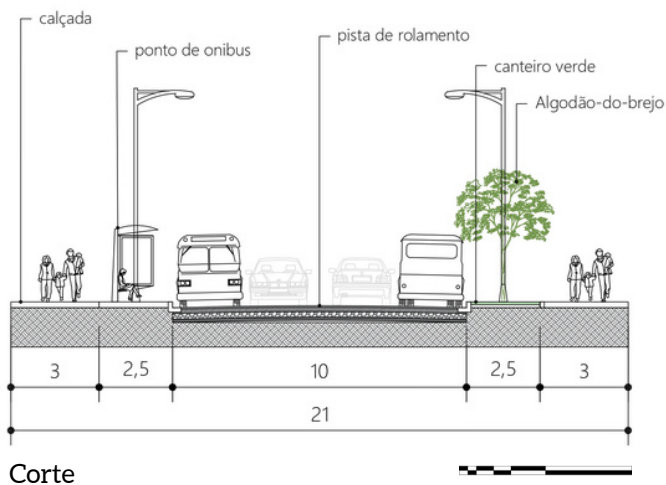 calçada
ponto de onibus
pista de rolamento
canteiro verde
Algodão-do-brejo
3
2,5
10
2,5
3
21
Corte